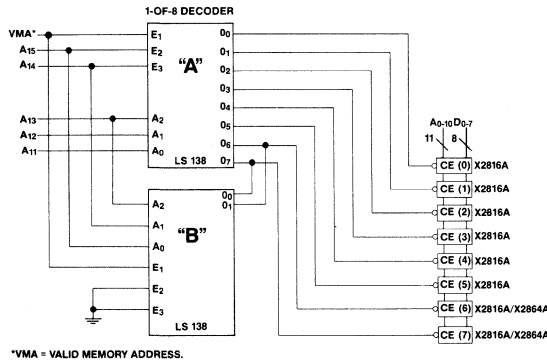 1-OF-8 DECODER
VMA*
A15
A14
A13
A12
A11
E1
E2
E3
A2
A1
A0
"A"
LS 138
00
01
02
03
04
05
06
07
A2
A1
A0
E1
E2
E3
"B"
LS 138
00
01
A0-10 D0-7
11 8
CE (0) X2816A
CE (1) X2816A
CE (2) X2816A
CE (3) X2816A
CE (4) X2816A
CE (5) X2816A
CE (6) X2816A/X2864A
CE (7) X2816A/X2864A
*VMA = VALID MEMORY ADDRESS.